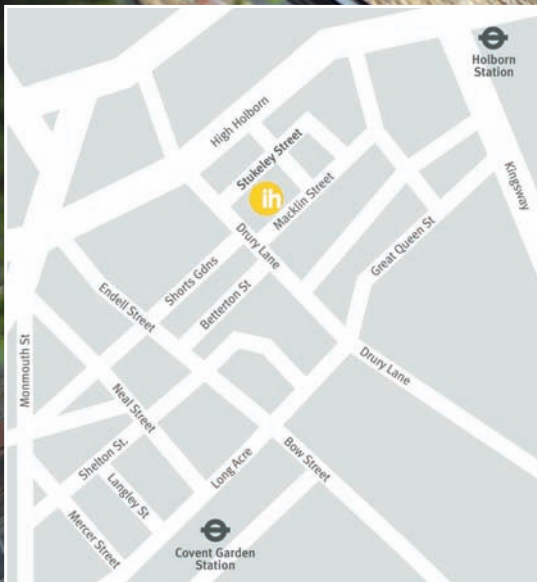 Holborn
Station
High Holborn
Stukeley Street
ih
Macklin Street
Kingsway
Drury Lane
Great Queen St
Shorts Gdns
Betterton St
Endell Street
Monmouth St
Drury Lane
Neal Street
Shelton St.
Long Acre
Bow Street
Langley St
Mercer Street
Covent Garden
Station